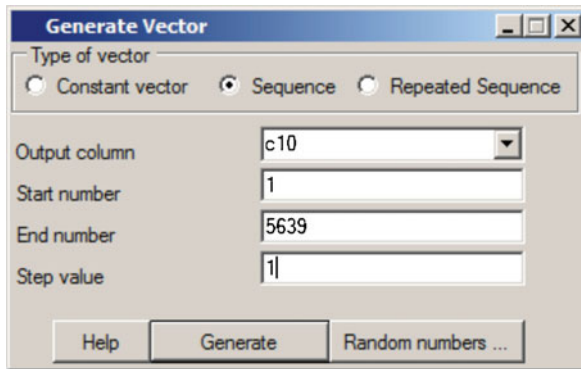 Generate Vector
Type of vector
Constant vector Sequence Repeated Sequence
Output column c10
Start number 1
End number 5639
Step value 1
Help Generate Random numbers ...